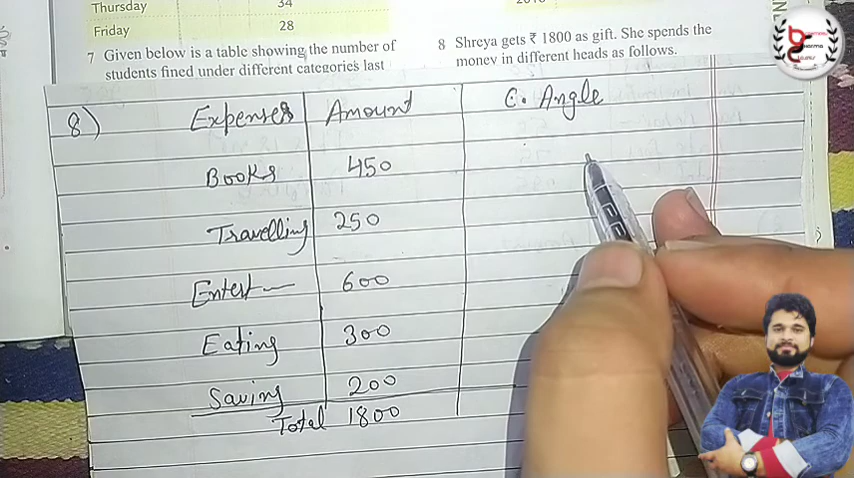 Thursday 34
Friday 28
7 Given below is a table showing the number of
students fined under different categories last
8 Shreya gets ₹ 1800 as gift. She spends the
money in different heads as follows.
8) Expenses Amount C. Angle
Books 450
Travelling 250
Entert— 600
Eating 300
Saving 200
Total 1800